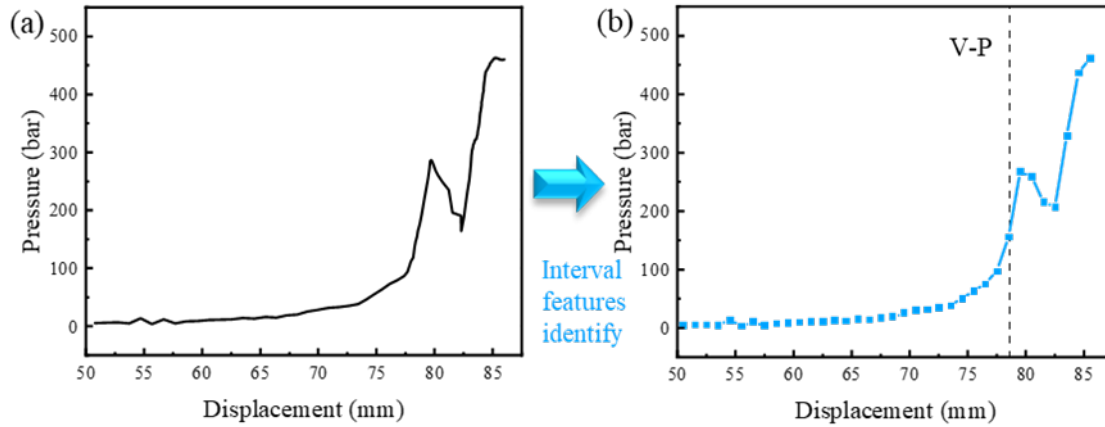 (a)
Pressure (bar)
500
400
300
200
100
0
50 55 60 65 70 75 80 85
Displacement (mm)
Interval
features
identify
(b)
V-P
Pressure (bar)
500
400
300
200
100
0
50 55 60 65 70 75 80 85
Displacement (mm)